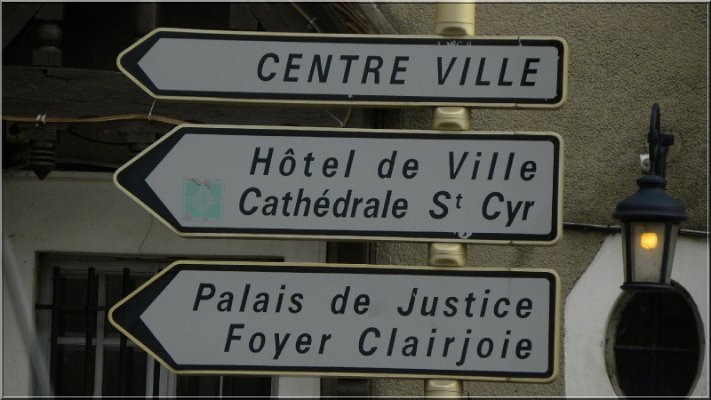 CENTRE VILLE
Hôtel de Ville
Cathédrale St Cyr
Palais de Justice
Foyer Clairjoie